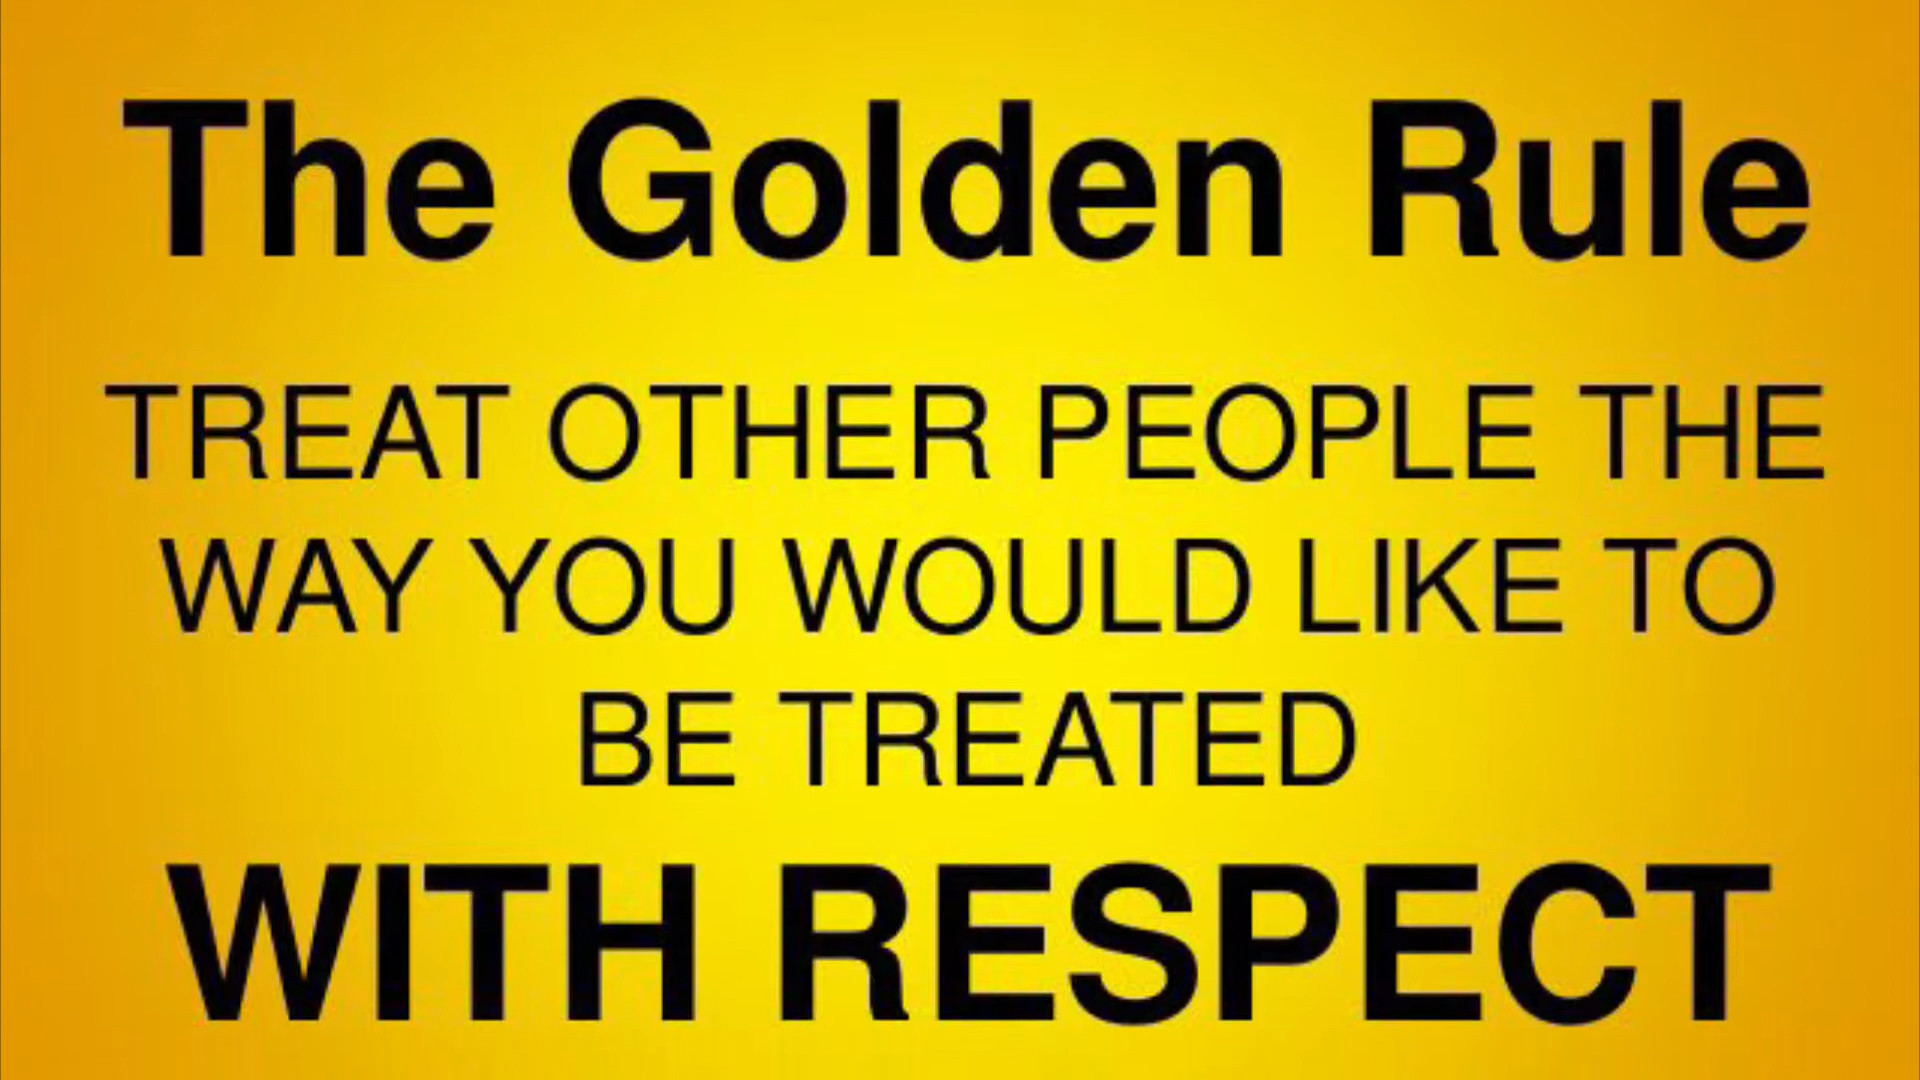 The Golden Rule
TREAT OTHER PEOPLE THE
WAY YOU WOULD LIKE TO
BE TREATED
WITH RESPECT